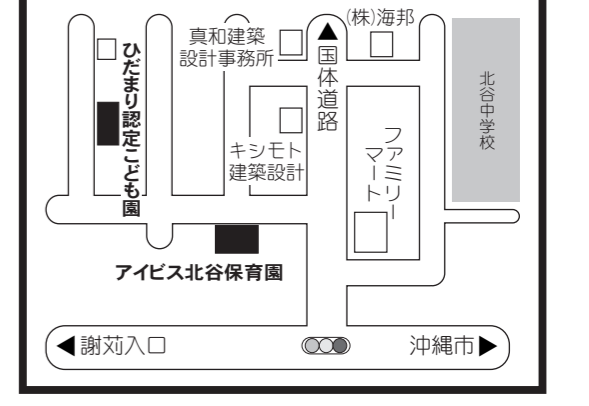 (株)海邦
真和建築
設計事務所
▲国体道路
ひだまり認定こども園
北谷中学校
キシモト
建築設計
ファミリー
マート
アイビス北谷保育園
◀謝苅入口
沖縄市▶